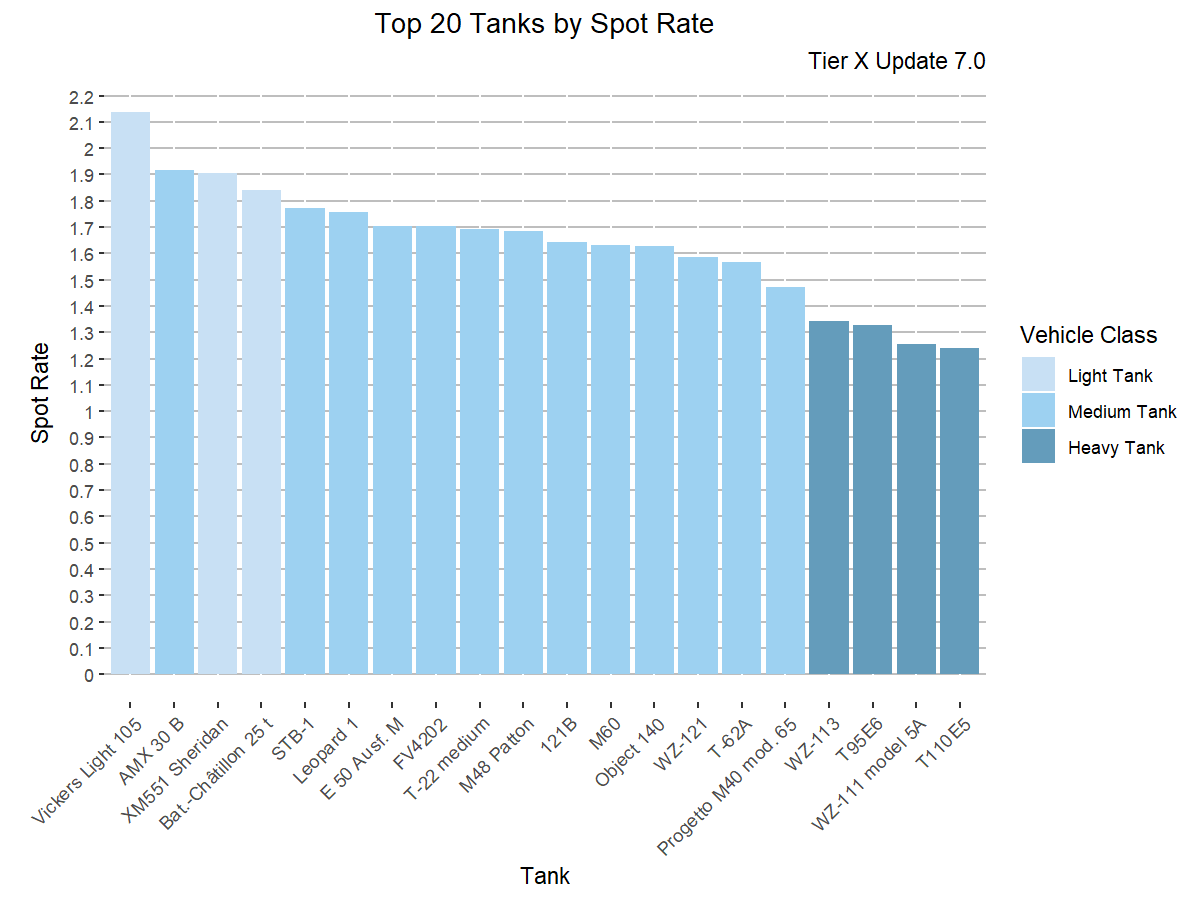 Top 20 Tanks by Spot Rate
Tier X Update 7.0
2.2
2.1
2
1.9
1.8
1.7
1.6
1.5
1.4
1.3
1.2
1.1
1
0.9
0.8
0.7
0.6
0.5
0.4
0.3
0.2
0.1
0
Spot Rate
Vickers Light 105
AMX 30 B
XM551 Sheridan
Bat.-Châtillon 25 t
STB-1
Leopard 1
E 50 Ausf. M
FV4202
T-22 medium
M48 Patton
121B
M60
Object 140
WZ-121
T-62A
Progetto M40 mod. 65
WZ-113
T95E6
WZ-111 model 5A
T110E5
Tank
Vehicle Class
Light Tank
Medium Tank
Heavy Tank